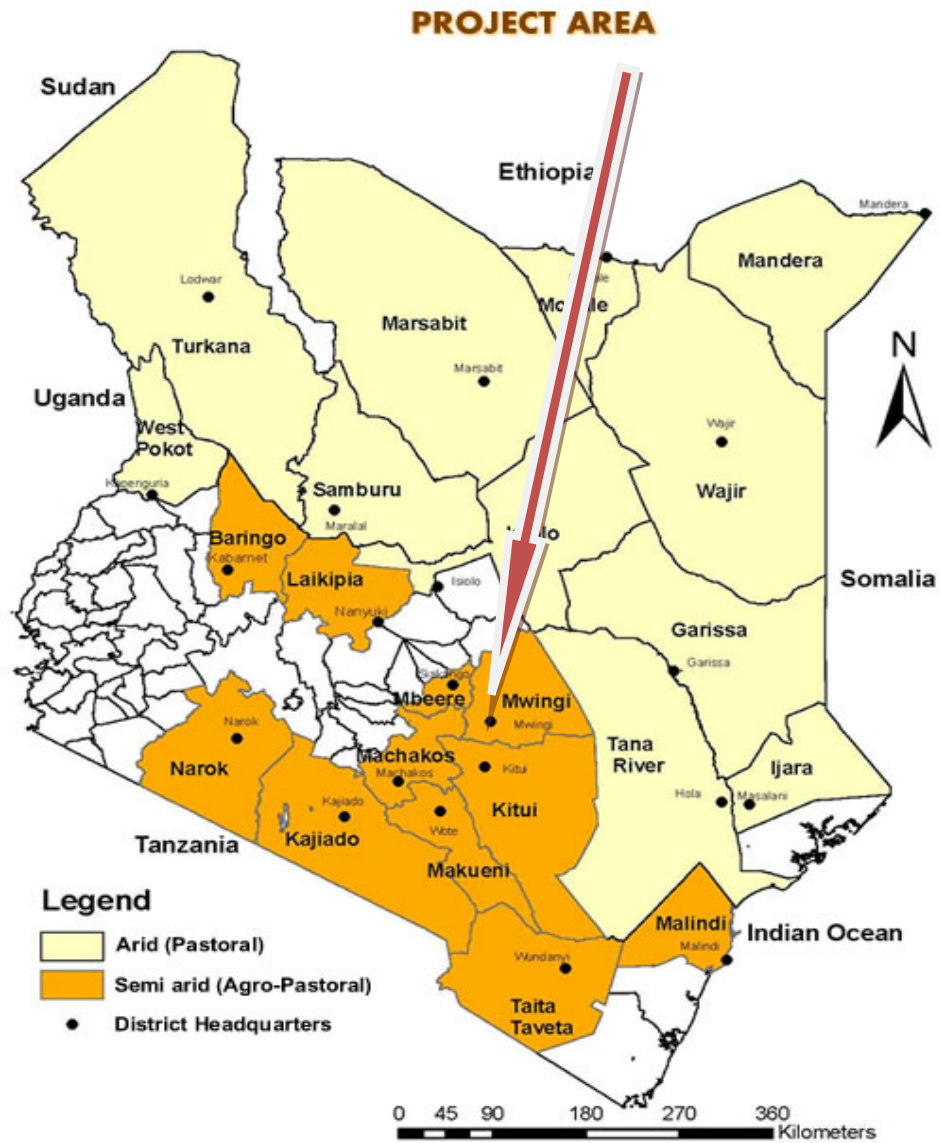 PROJECT AREA
Sudan
Ethiopia
Mandera
Mandera
Lodwar
Marsabit
Turkana
Marsabit
Uganda
N
West
Pokot
Wajir
Kapenguria
Samburu
Wajir
Maralal
Baringo
Kabarnet
Laikipia
Isiolo
Somalia
Nanyuki
Garissa
Garissa
Mbeere
Mwingi
Narok
Mwingi
Machakos
Tana
River
Narok
Machakos
Kitui
Ijara
Kajiado
Hola
Masalani
Kitui
Wote
Kajiado
Tanzania
Makueni
Legend
Malindi
Indian Ocean
Arid (Pastoral)
Malindi
Wundanyi
Semi arid (Agro-Pastoral)
Taita
Taveta
District Headquarters
0 45 90 180 270 360
Kilometers